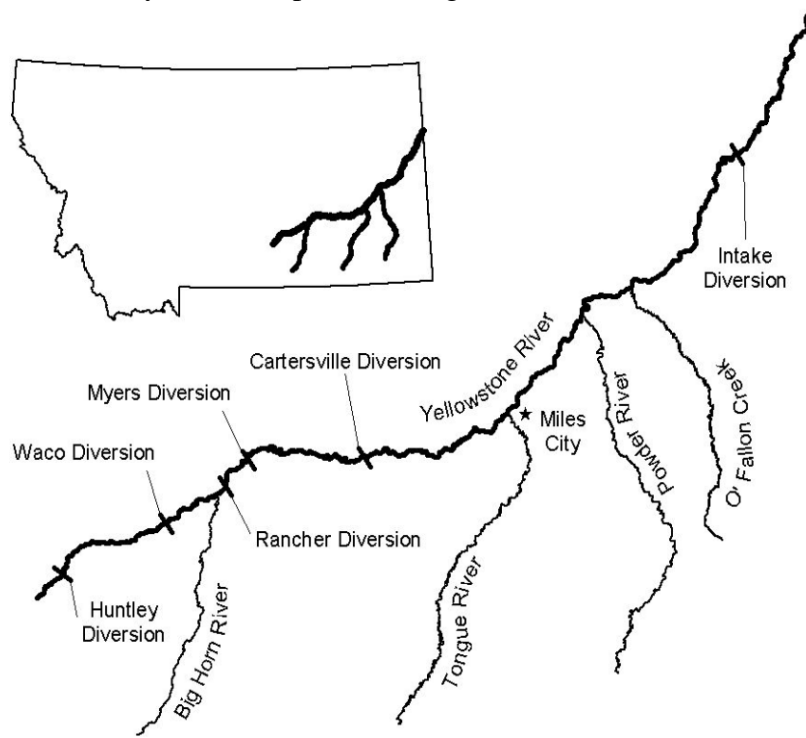 Intake
Diversion
Yellowstone River
Cartersville Diversion
Myers Diversion
Miles
City
Powder River
O' Fallon Creek
Waco Diversion
Rancher Diversion
Huntley
Diversion
Big Horn River
Tongue River